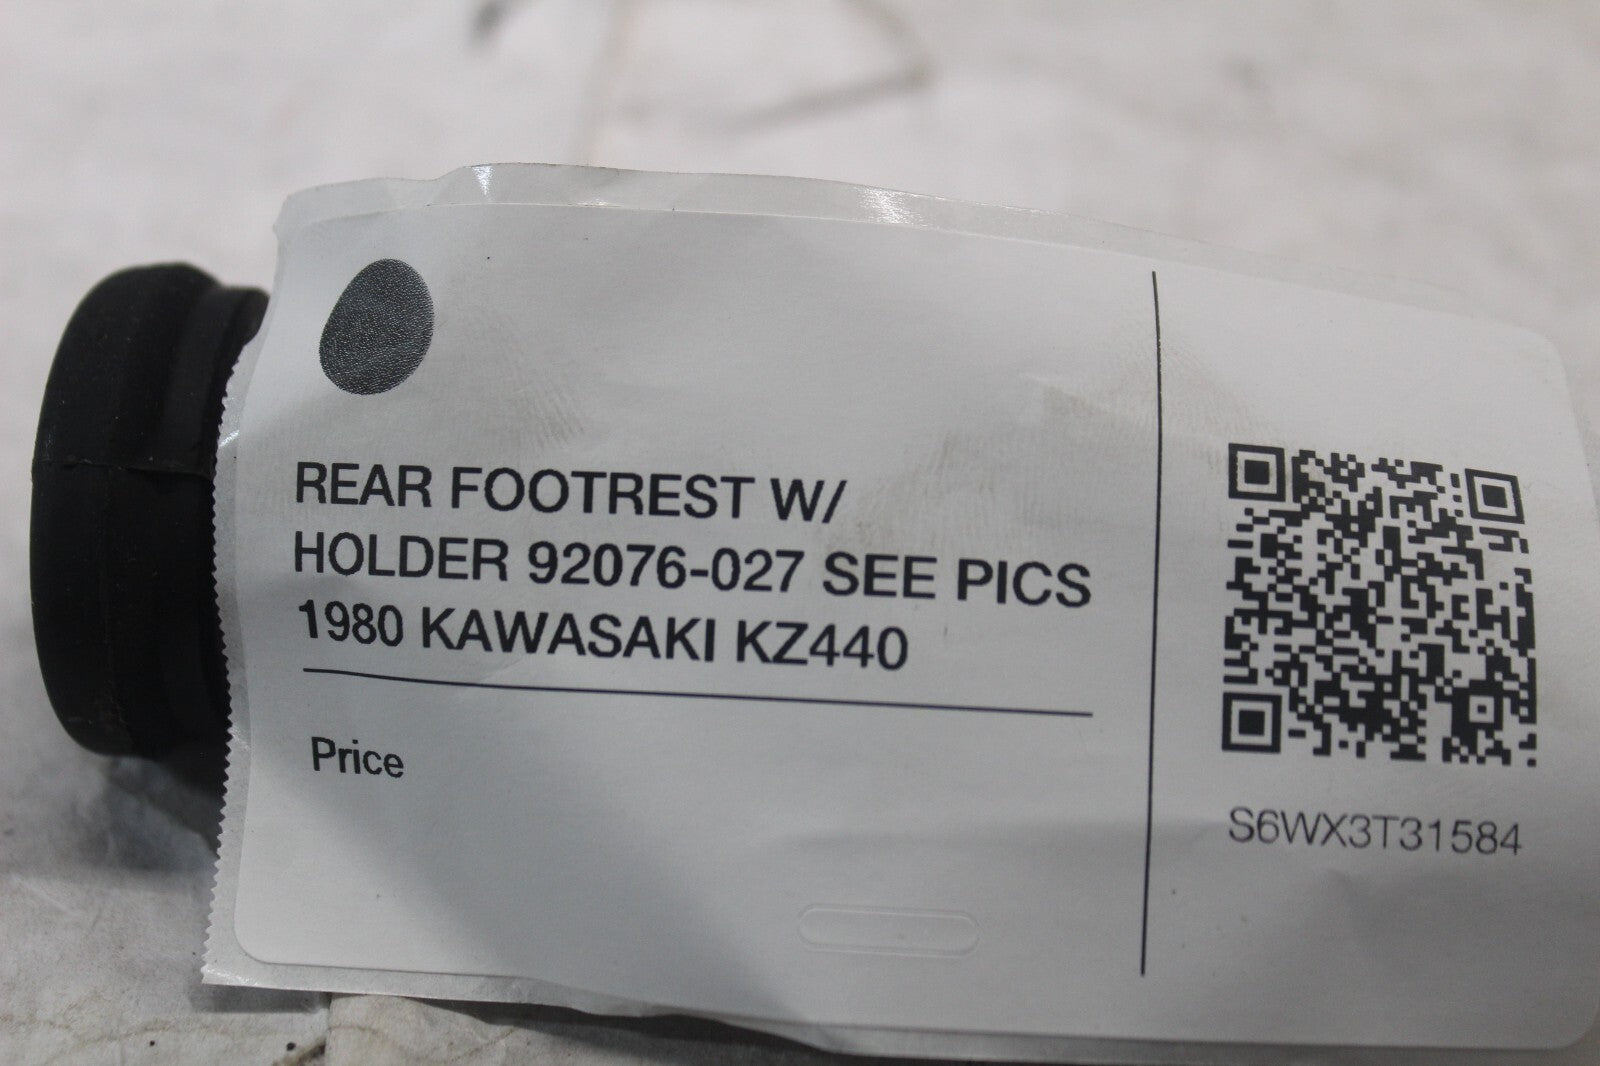 REAR FOOTREST W/
HOLDER 92076-027 SEE PICS
1980 KAWASAKI KZ440
Price
S6WX3T31584